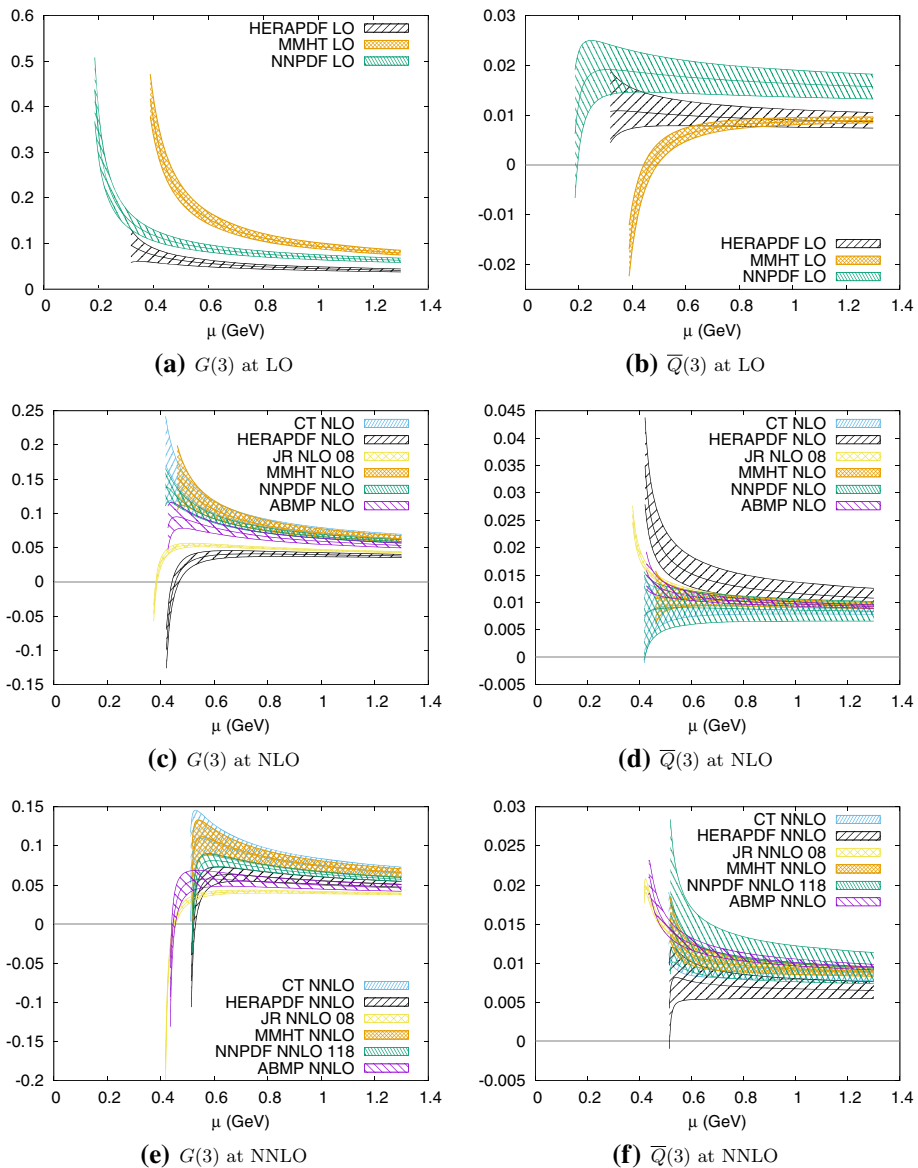 0.6
0.5
0.4
0.3
0.2
0.1
0
HERAPDF LO
MMHT LO
NNPDF LO
0 0.2 0.4 0.6 0.8 1 1.2 1.4
μ (GeV)
(a) G(3) at LO
0.03
0.02
0.01
0
-0.01
-0.02
HERAPDF LO
MMHT LO
NNPDF LO
0 0.2 0.4 0.6 0.8 1 1.2 1.4
μ (GeV)
(b) Q̅(3) at LO
0.25
0.2
0.15
0.1
0.05
0
-0.05
-0.1
-0.15
CT NLO
HERAPDF NLO
JR NLO 08
MMHT NLO
NNPDF NLO
ABMP NLO
0 0.2 0.4 0.6 0.8 1 1.2 1.4
μ (GeV)
(c) G(3) at NLO
0.045
0.04
0.035
0.03
0.025
0.02
0.015
0.01
0.005
0
-0.005
CT NLO
HERAPDF NLO
JR NLO 08
MMHT NLO
NNPDF NLO
ABMP NLO
0 0.2 0.4 0.6 0.8 1 1.2 1.4
μ (GeV)
(d) Q̅(3) at NLO
0.15
0.1
0.05
0
-0.05
-0.1
-0.15
-0.2
CT NNLO
HERAPDF NNLO
JR NNLO 08
MMHT NNLO
NNPDF NNLO 118
ABMP NNLO
0 0.2 0.4 0.6 0.8 1 1.2 1.4
μ (GeV)
(e) G(3) at NNLO
0.03
0.025
0.02
0.015
0.01
0.005
0
-0.005
CT NNLO
HERAPDF NNLO
JR NNLO 08
MMHT NNLO
NNPDF NNLO 118
ABMP NNLO
0 0.2 0.4 0.6 0.8 1 1.2 1.4
μ (GeV)
(f) Q̅(3) at NNLO